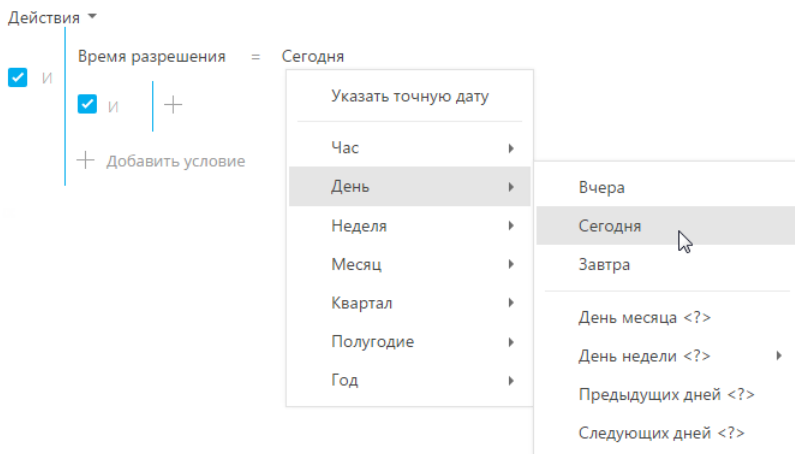 Действия
Время разрешения = Сегодня
И
И
Добавить условие
Указать точную дату
Час
День
Неделя
Месяц
Квартал
Полугодие
Год
Вчера
Сегодня
Завтра
День месяца <?>
День недели <?>
Предыдущих дней <?>
Следующих дней <?>